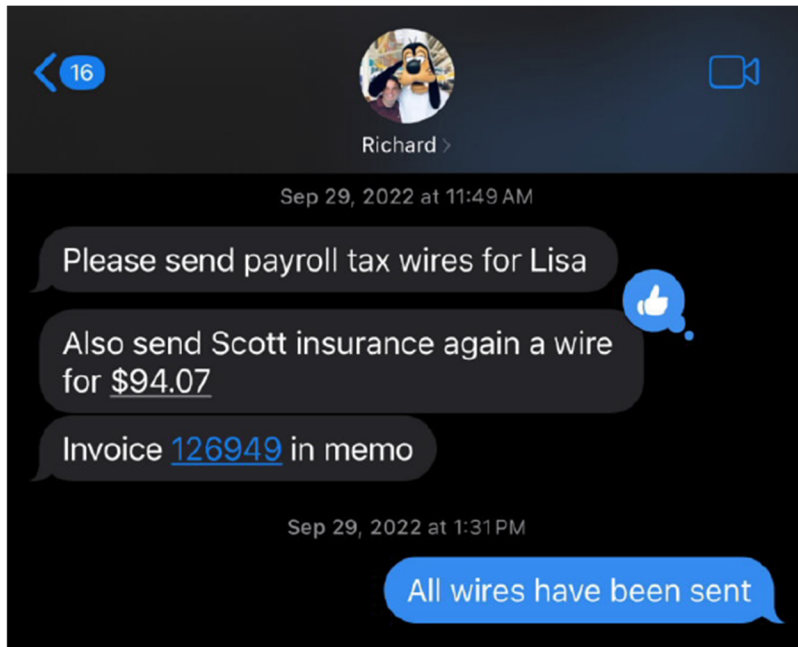 16
Richard
Sep 29, 2022 at 11:49 AM
Please send payroll tax wires for Lisa
Also send Scott insurance again a wire
for $94.07
Invoice 126949 in memo
Sep 29, 2022 at 1:31 PM
All wires have been sent